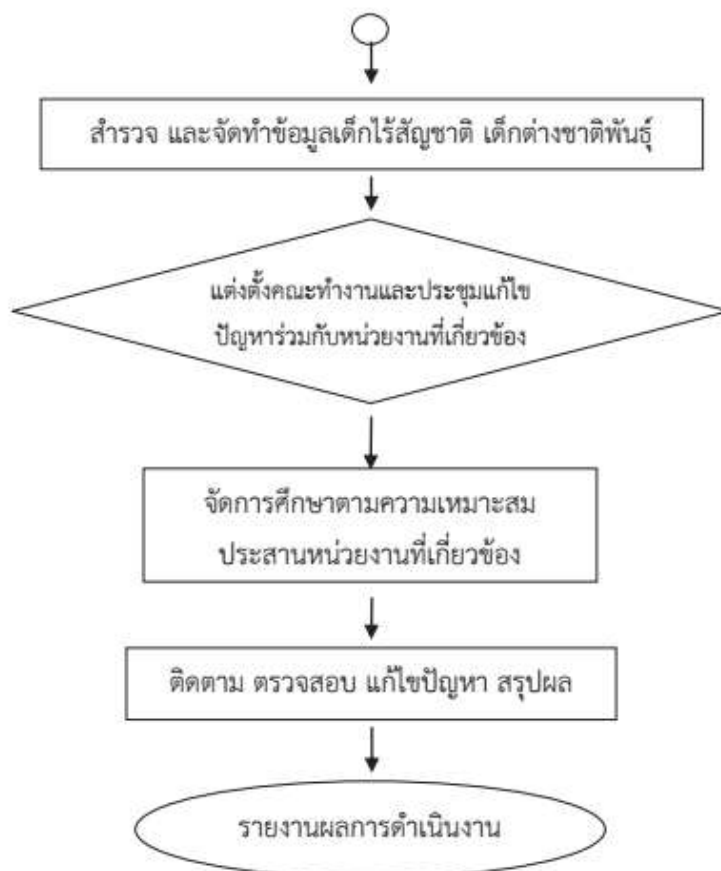 สำรวจ และจัดทำข้อมูลเด็กไร้สัญชาติ เด็กต่างชาติพันธุ์
แต่งตั้งคณะทำงานและประชุมแก้ไข
ปัญหาร่วมกับหน่วยงานที่เกี่ยวข้อง
จัดการศึกษาตามความเหมาะสม
ประสานหน่วยงานที่เกี่ยวข้อง
ติดตาม ตรวจสอบ แก้ไขปัญหา สรุปผล
รายงานผลการดำเนินงาน